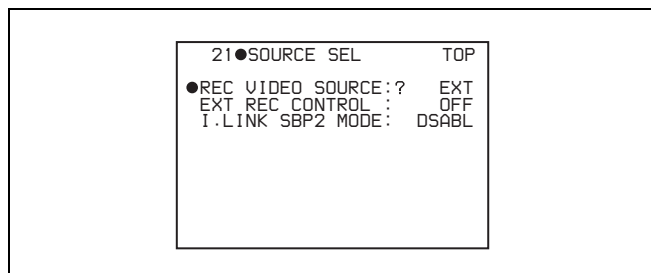 21●SOURCE SEL TOP
●REC VIDEO SOURCE:? EXT
EXT REC CONTROL : OFF
I.LINK SBP2 MODE: DSABL